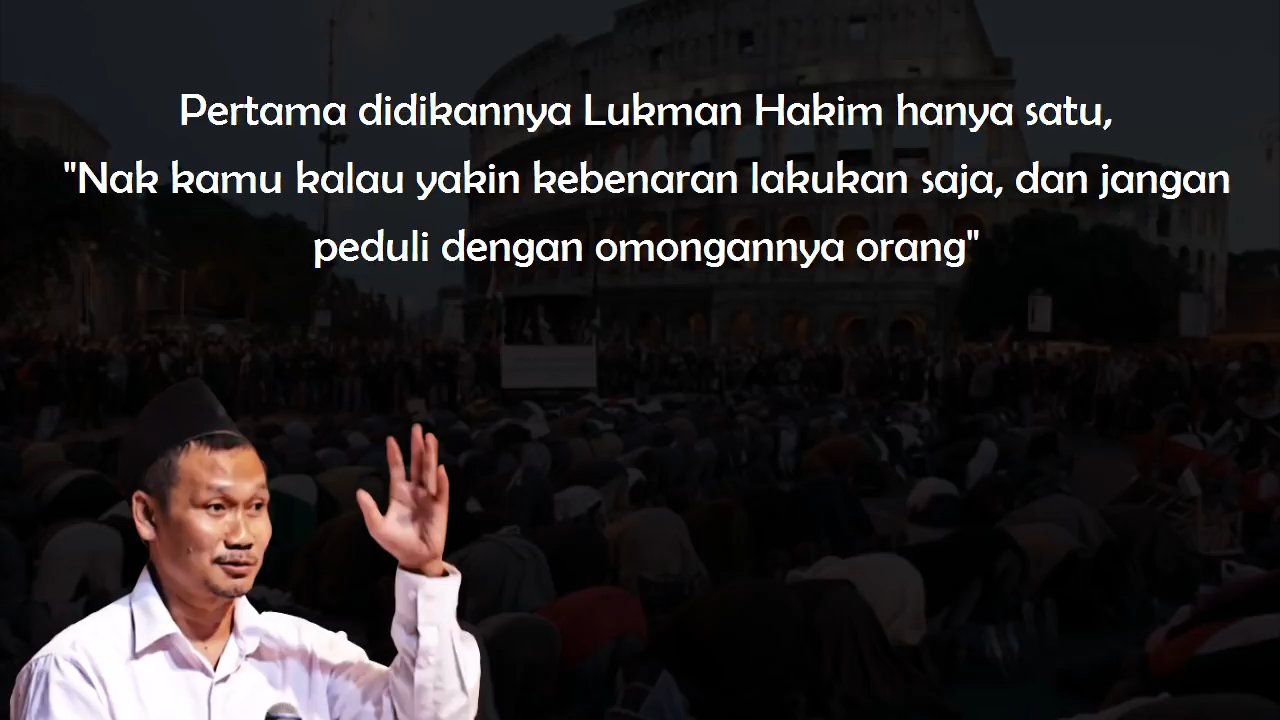 Pertama didikannya Lukman Hakim hanya satu,
"Nak kamu kalau yakin kebenaran lakukan saja, dan jangan
peduli dengan omongannya orang"